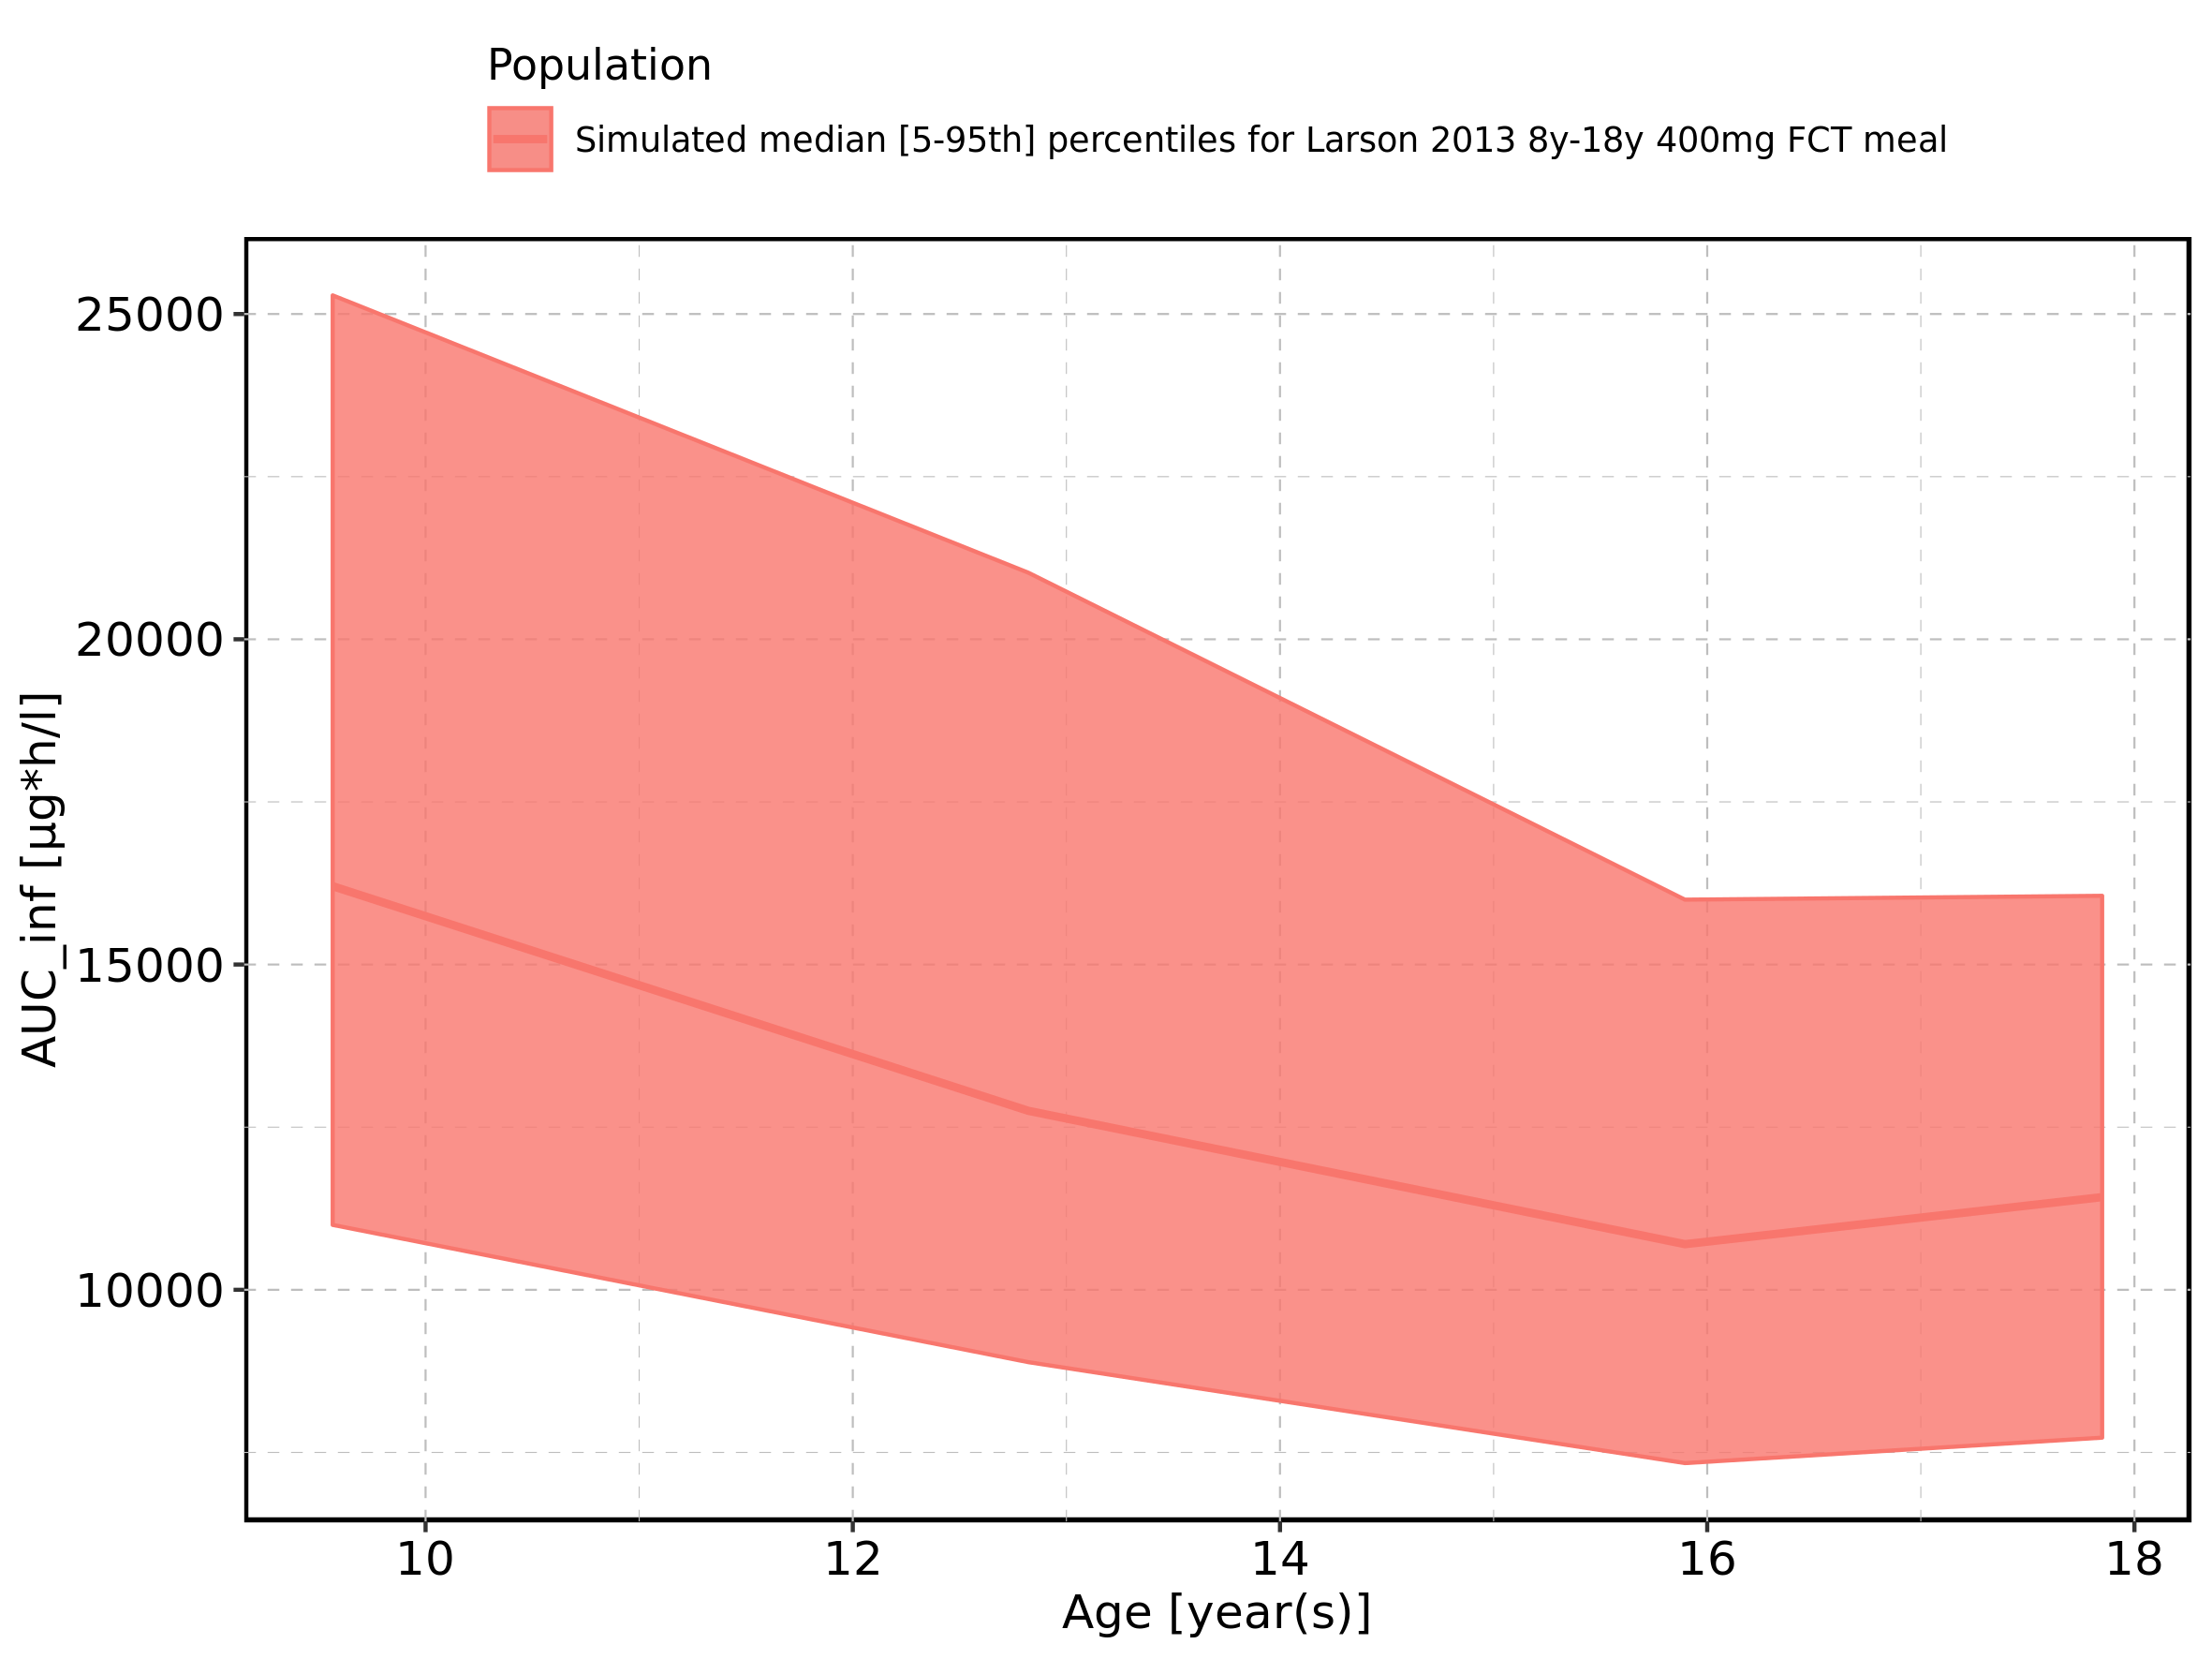 Population
Simulated median [5-95th] percentiles for Larson 2013 8y-18y 400mg FCT meal
AUC_inf [µg*h/l]
25000
20000
15000
10000
10 12 14 16 18
Age [year(s)]